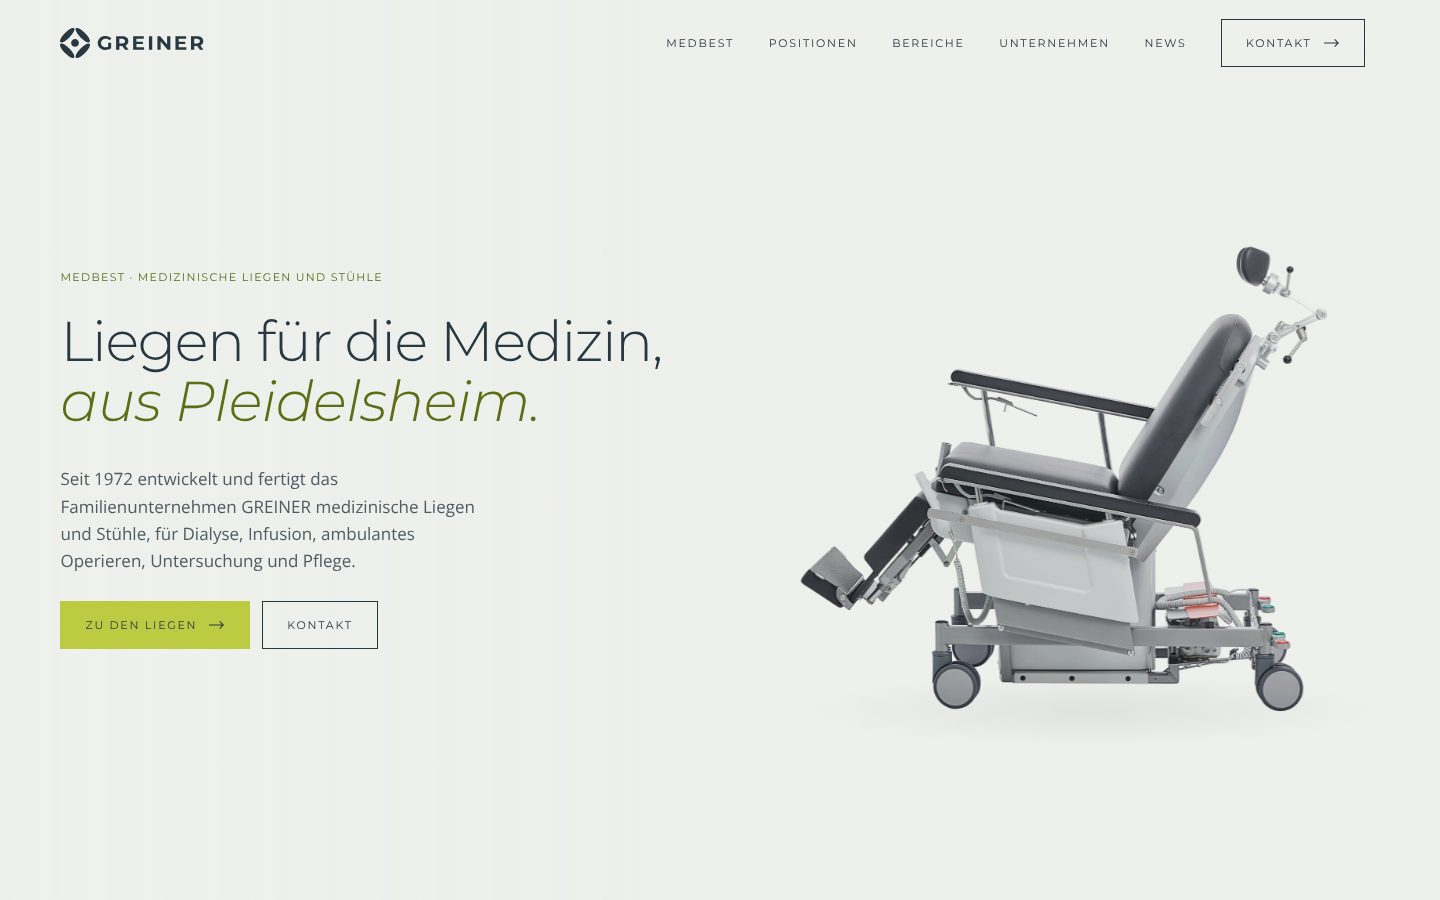 GREINER
MEDBEST
POSITIONEN
BEREICHE
UNTERNEHMEN
NEWS
KONTAKT
MEDBEST · MEDIZINISCHE LIEGEN UND STÜHLE
Liegen für die Medizin,
aus Pleidelsheim.
Seit 1972 entwickelt und fertigt das
Familienunternehmen GREINER medizinische Liegen
und Stühle, für Dialyse, Infusion, ambulantes
Operieren, Untersuchung und Pflege.
ZU DEN LIEGEN
KONTAKT